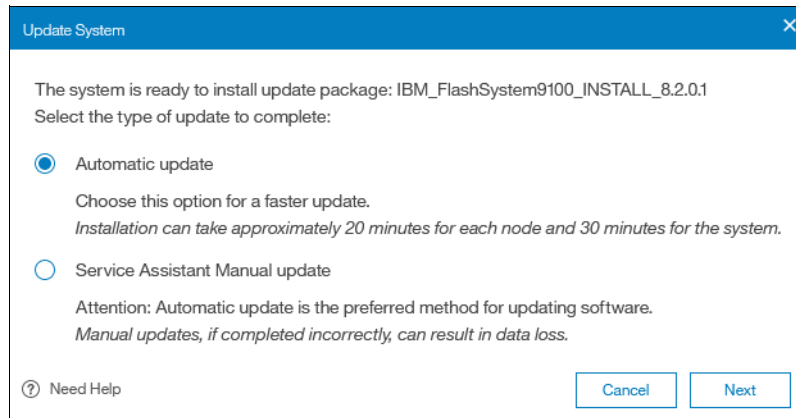 Update System
The system is ready to install update package: IBM_FlashSystem9100_INSTALL_8.2.0.1
Select the type of update to complete:
Automatic update
Choose this option for a faster update.
Installation can take approximately 20 minutes for each node and 30 minutes for the system.
Service Assistant Manual update
Attention: Automatic update is the preferred method for updating software.
Manual updates, if completed incorrectly, can result in data loss.
? Need Help Cancel Next